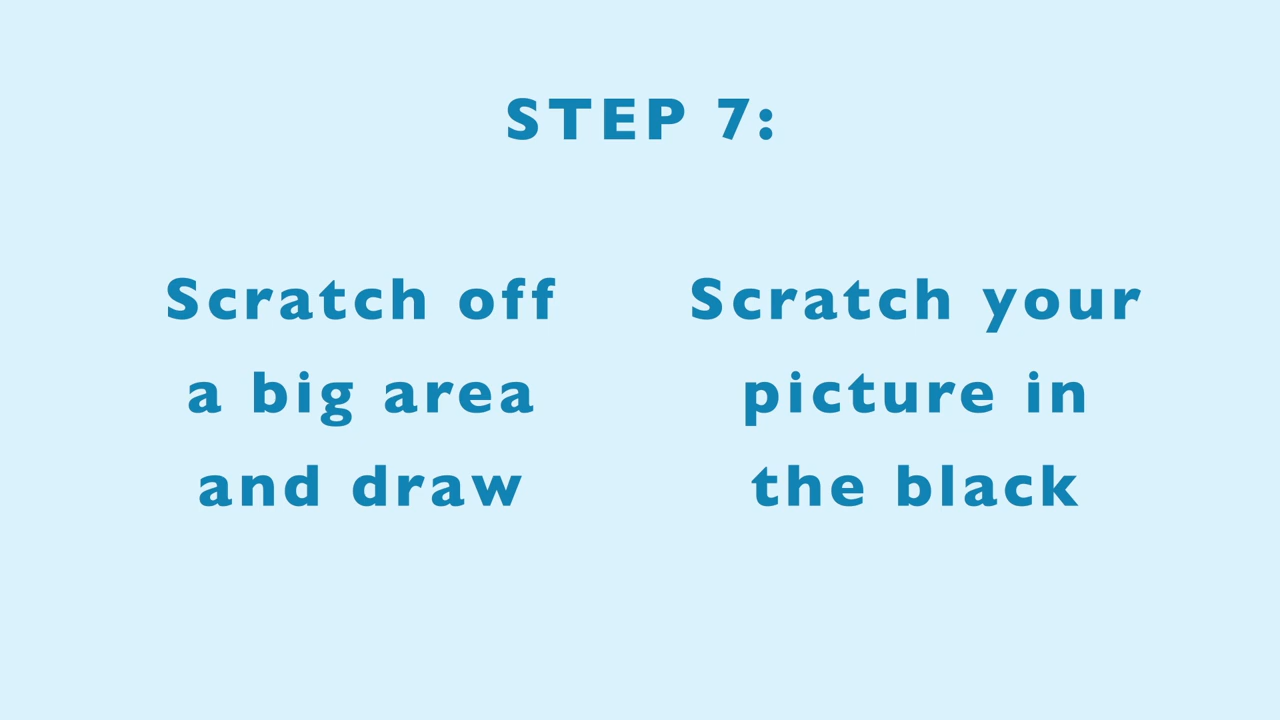 STEP 7:
Scratch off
a big area
and draw
Scratch your
picture in
the black